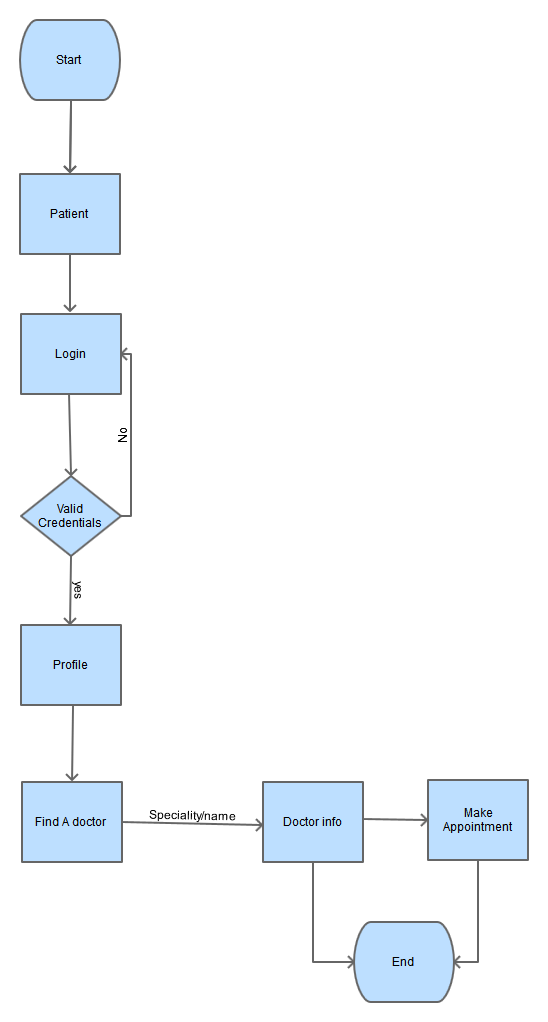 Start
Patient
Login
No
Valid
Credentials
yes
Profile
Find A doctor
Speciality/name
Doctor info
Make
Appointment
End